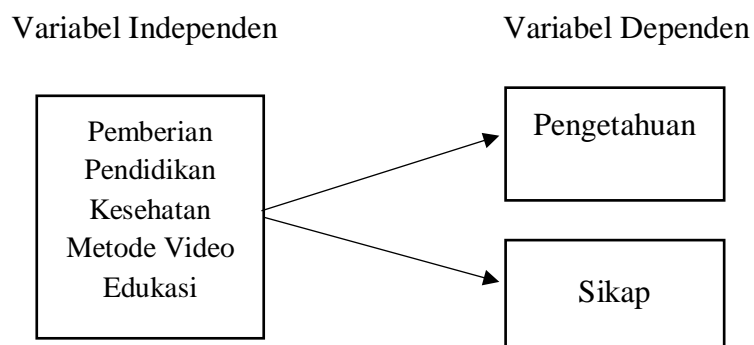 Variabel Independen
Variabel Dependen
Pemberian
Pendidikan
Kesehatan
Metode Video
Edukasi
Pengetahuan
Sikap